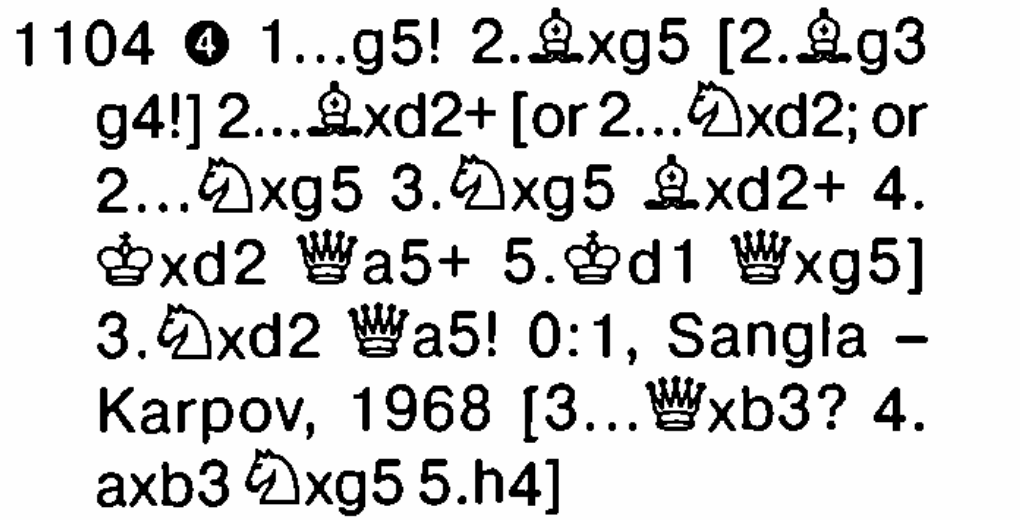 1104 ❹ 1...g5! 2.♗xg5 [2.♗g3
g4!] 2...♗xd2+ [or 2...♘xd2; or
2...♘xg5 3.♘xg5 ♗xd2+ 4.
♔xd2 ♕a5+ 5.♔d1 ♕xg5]
3.♘xd2 ♕a5! 0:1, Sangla –
Karpov, 1968 [3...♕xb3? 4.
axb3 ♘xg5 5.h4]